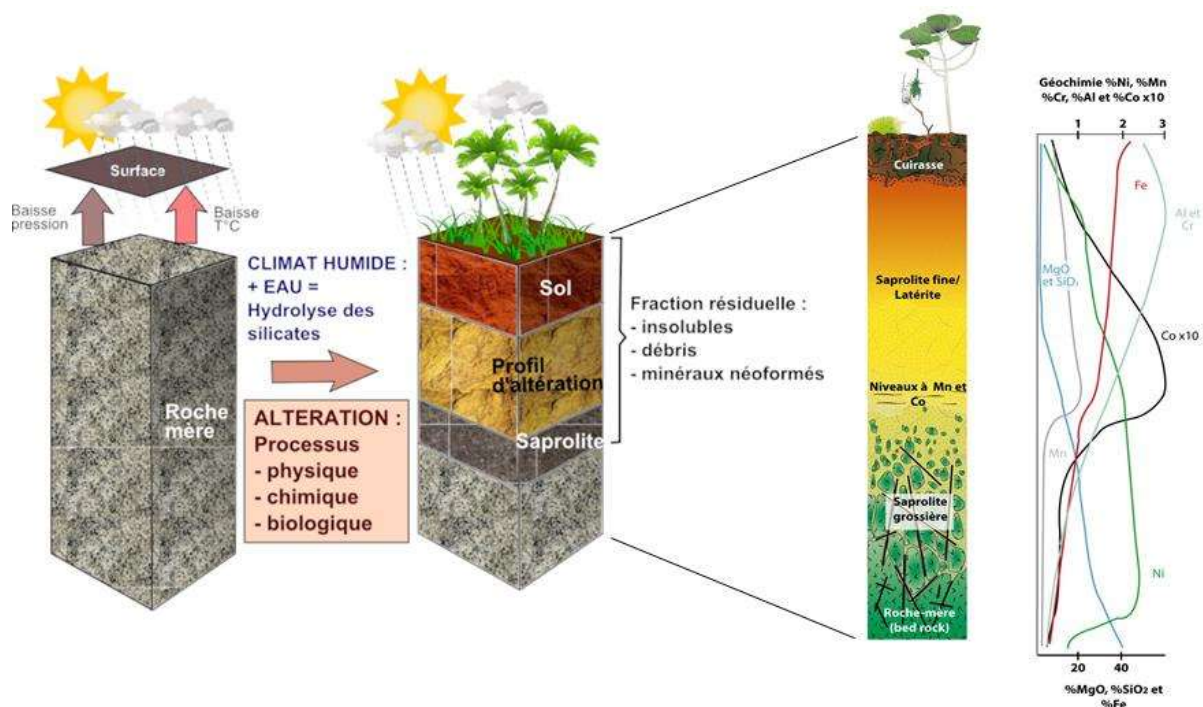 Surface
Baisse
pression
Baisse
T°C
Roche
mère
CLIMAT HUMIDE :
+ EAU =
Hydrolyse des
silicates
ALTERATION :
Processus
- physique
- chimique
- biologique
Sol
Profil
d'altération
Saprolite
Fraction résiduelle :
- insolubles
- débris
- minéraux néoformés
Cuirasse
Saprolite fine/
Latérite
Niveaux à Mn et
Co
Saprolite
grossière
Roche-mère
(bed rock)
Géochimie %Ni, %Mn
%Cr, %Al et %Co x10
1 2 3
Fe
Al et
Cr
MgO
et SiO₂
Co x10
Mn
Ni
20 40
%MgO, %SiO₂ et
%Fe